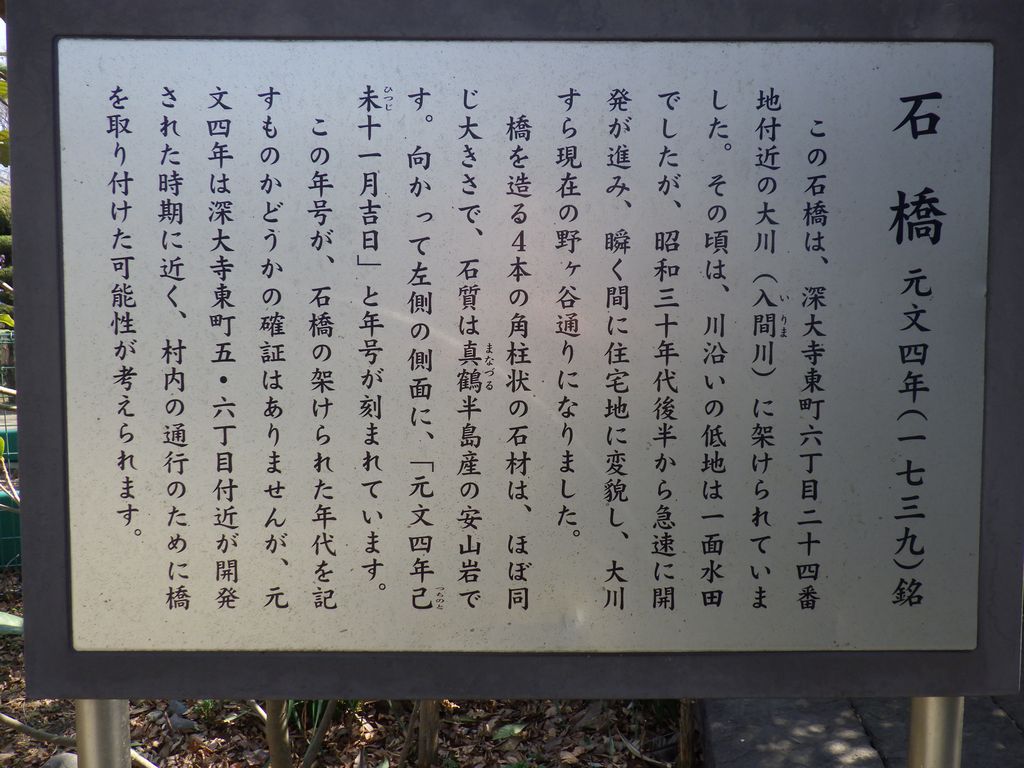 石橋 元文四年(一七三九)銘
この石橋は、深大寺東町六丁目二十四番
地付近の大川(入間川)に架けられていま
いりま
した。その頃は、川沿いの低地は一面水田
でしたが、昭和三十年代後半から急速に開
発が進み、瞬く間に住宅地に変貌し、大川
すら現在の野ヶ谷通りになりました。
橋を造る4本の角柱状の石材は、ほぼ同
じ大きさで、石質は真鶴半島産の安山岩で
まなづる
す。向かって左側の側面に、「元文四年己
つちのと
未十一月吉日」と年号が刻まれています。
ひつじ
この年号が、石橋の架けられた年代を記
すものかどうかの確証はありませんが、元
文四年は深大寺東町五・六丁目付近が開発
された時期に近く、村内の通行のために橋
を取り付けた可能性が考えられます。